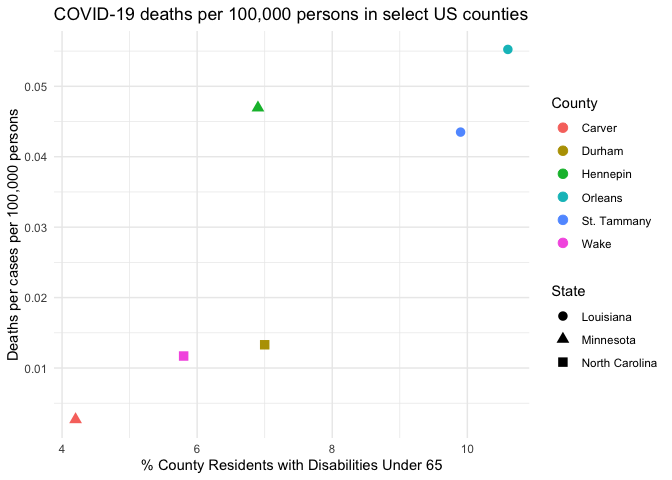 COVID-19 deaths per 100,000 persons in select US counties
Deaths per cases per 100,000 persons
0.05
0.04
0.03
0.02
0.01
4
6
8
10
% County Residents with Disabilities Under 65
County
Carver
Durham
Hennepin
Orleans
St. Tammany
Wake
State
Louisiana
Minnesota
North Carolina